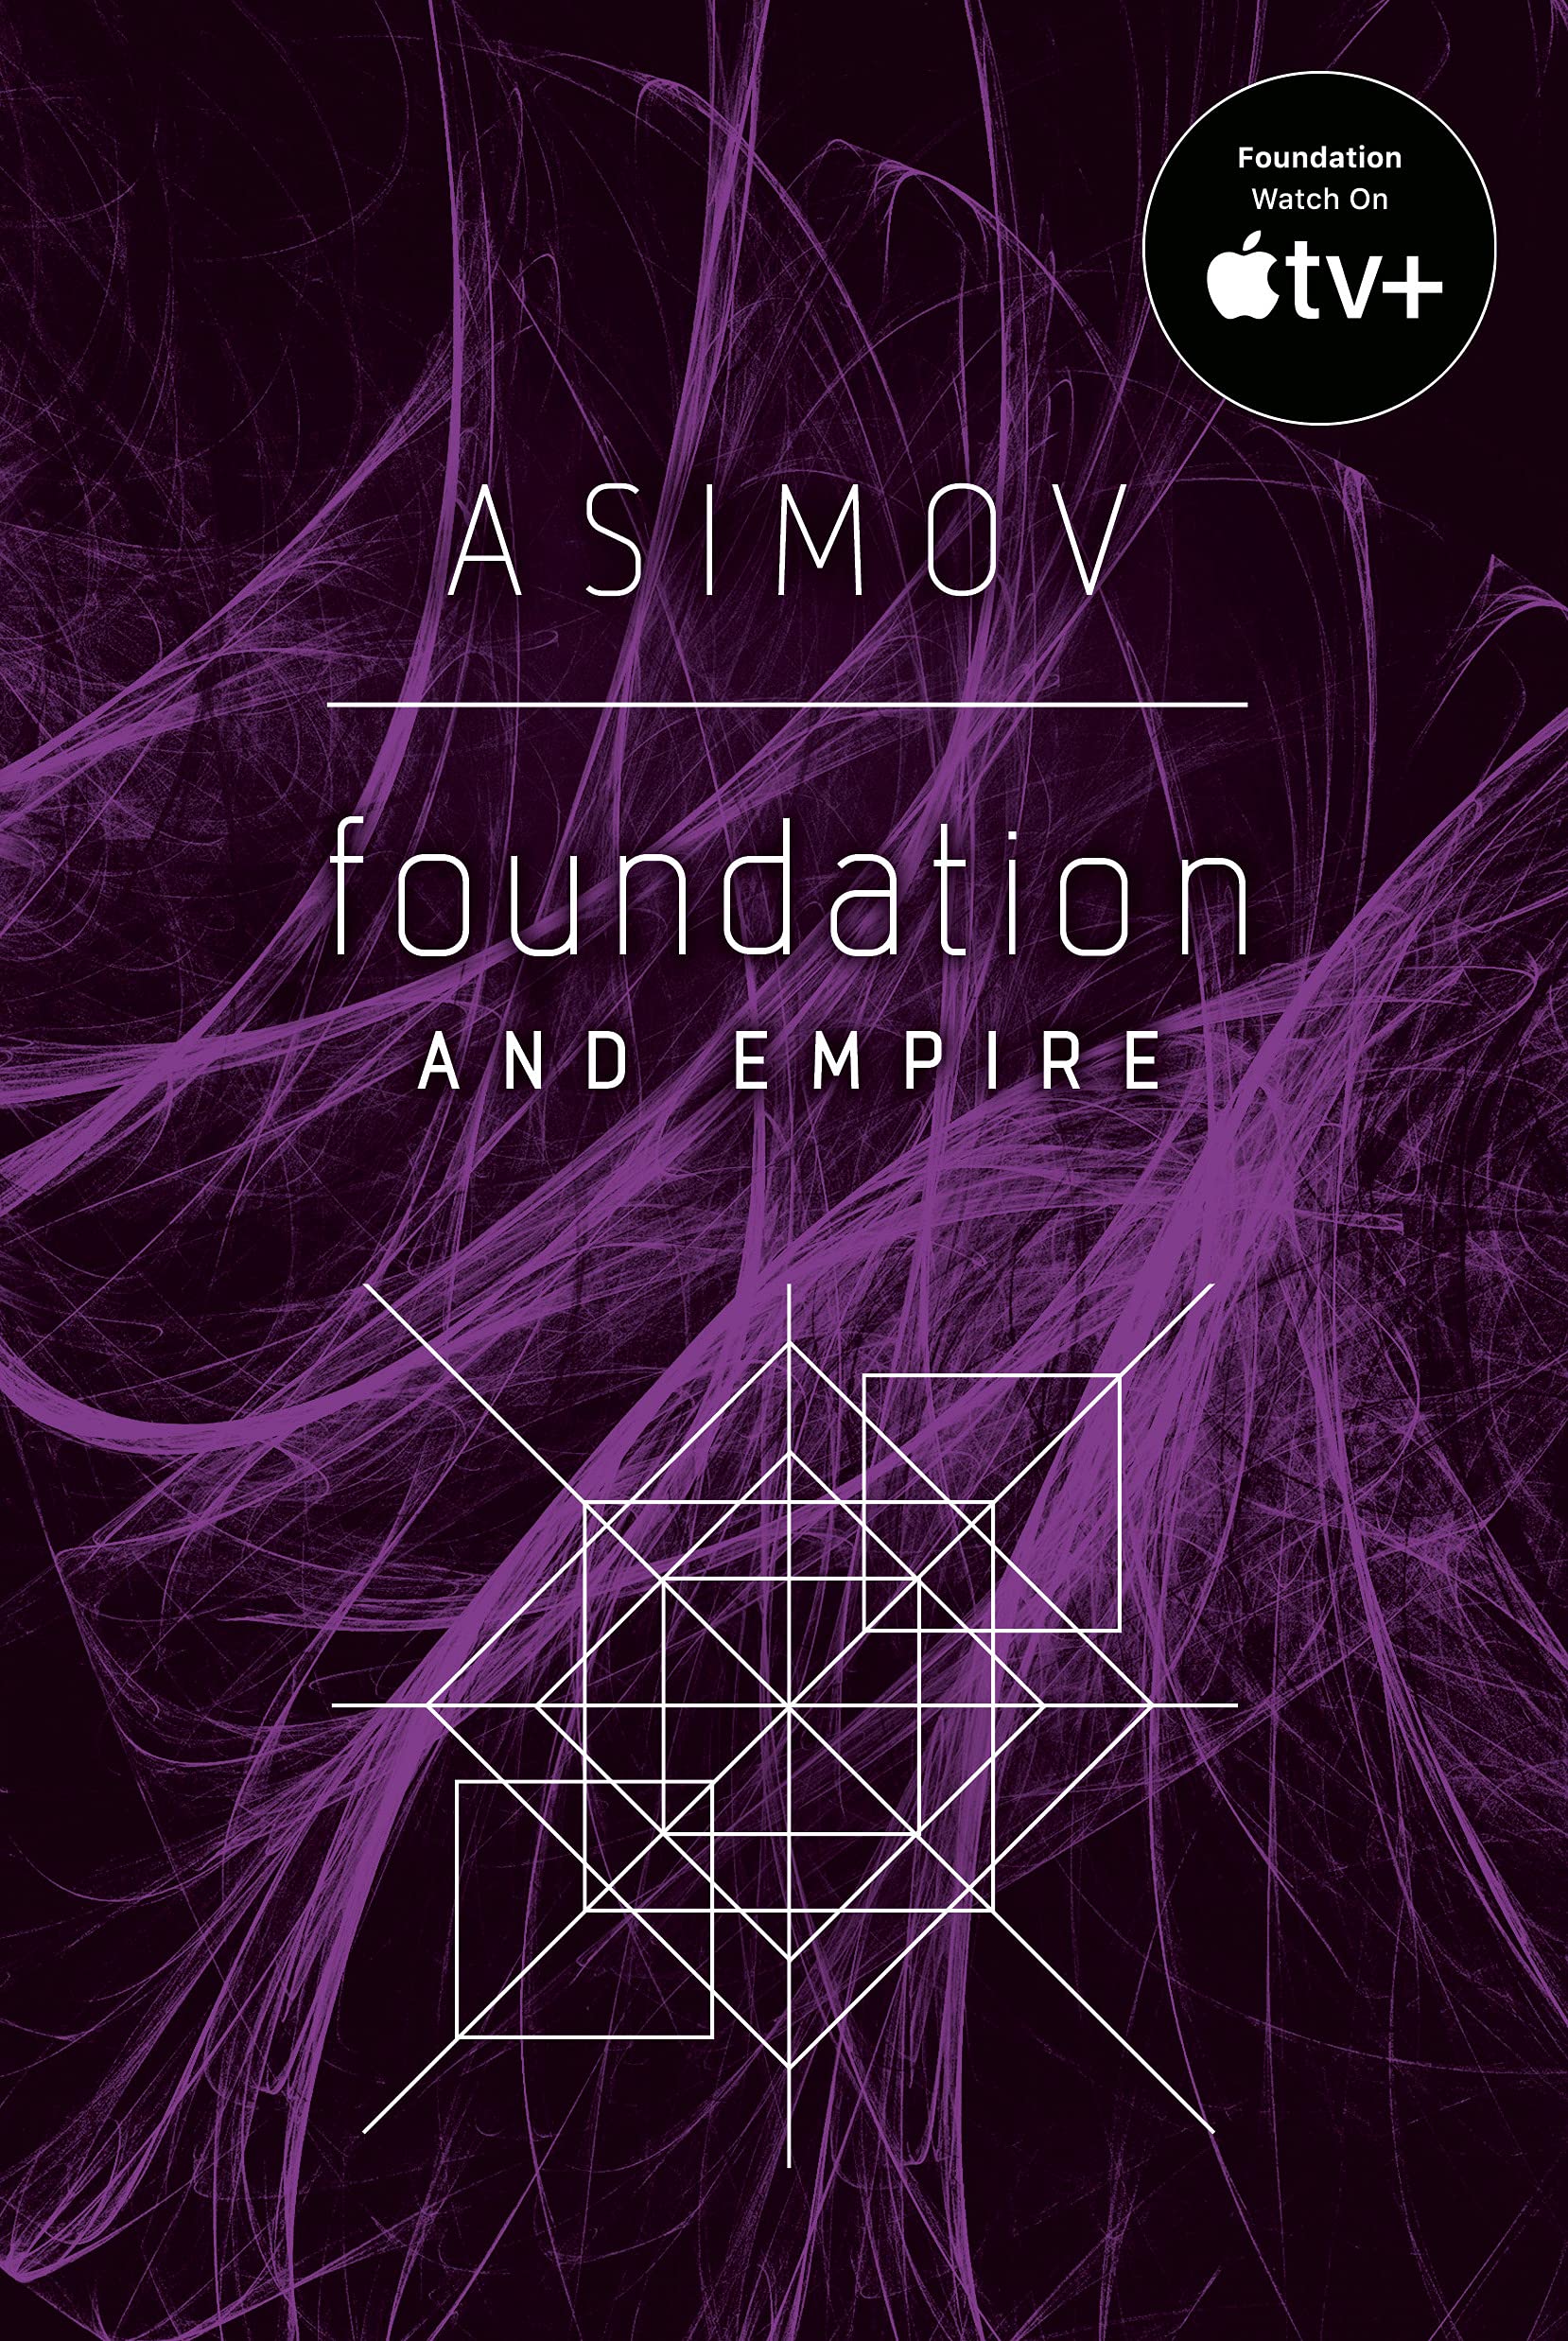 Foundation
Watch On
tv+
ASIMOV
foundation
AND EMPIRE